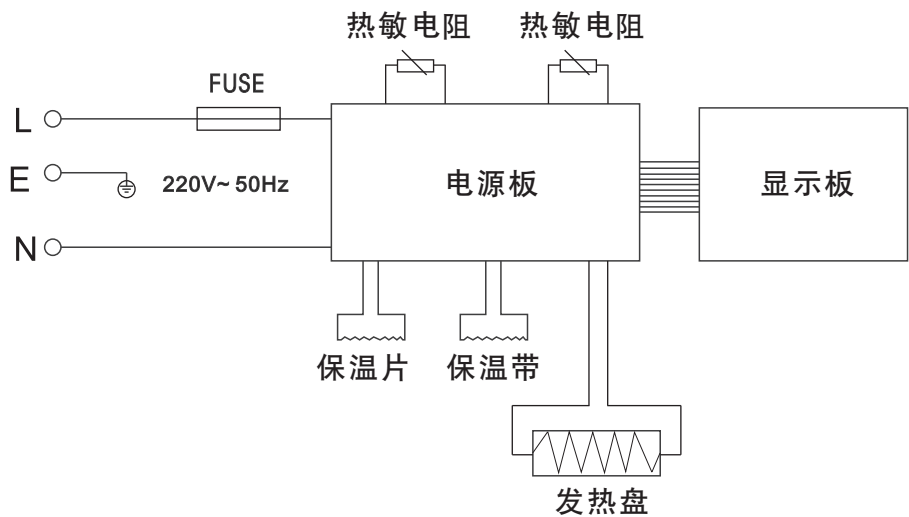 热敏电阻 热敏电阻
FUSE
L
E
220V~ 50Hz
电源板
显示板
N
保温片
保温带
发热盘